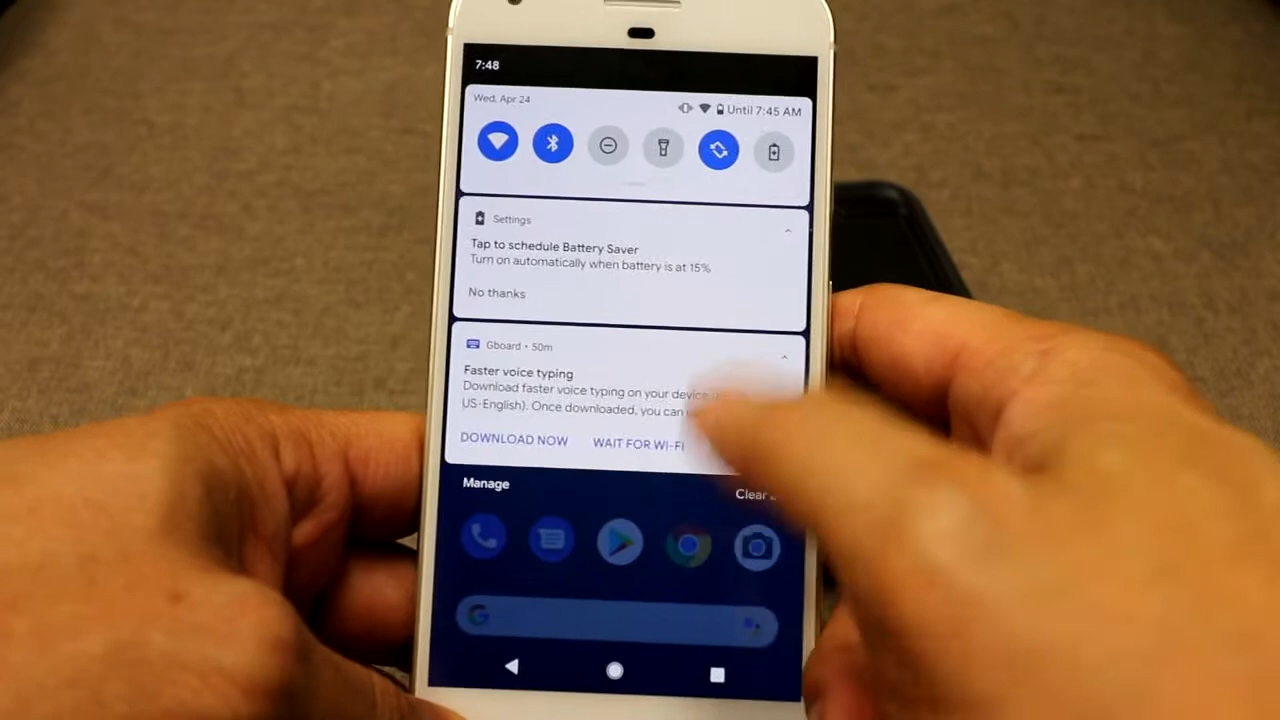 7:48
Wed, Apr 24
Until 7:45 AM
Settings
Tap to schedule Battery Saver
Turn on automatically when battery is at 15%
No thanks
Gboard • 50m
Faster voice typing
Download faster voice typing on your device
US-English). Once downloaded, you can
DOWNLOAD NOW WAIT FOR WI-FI
Manage
Clear
G